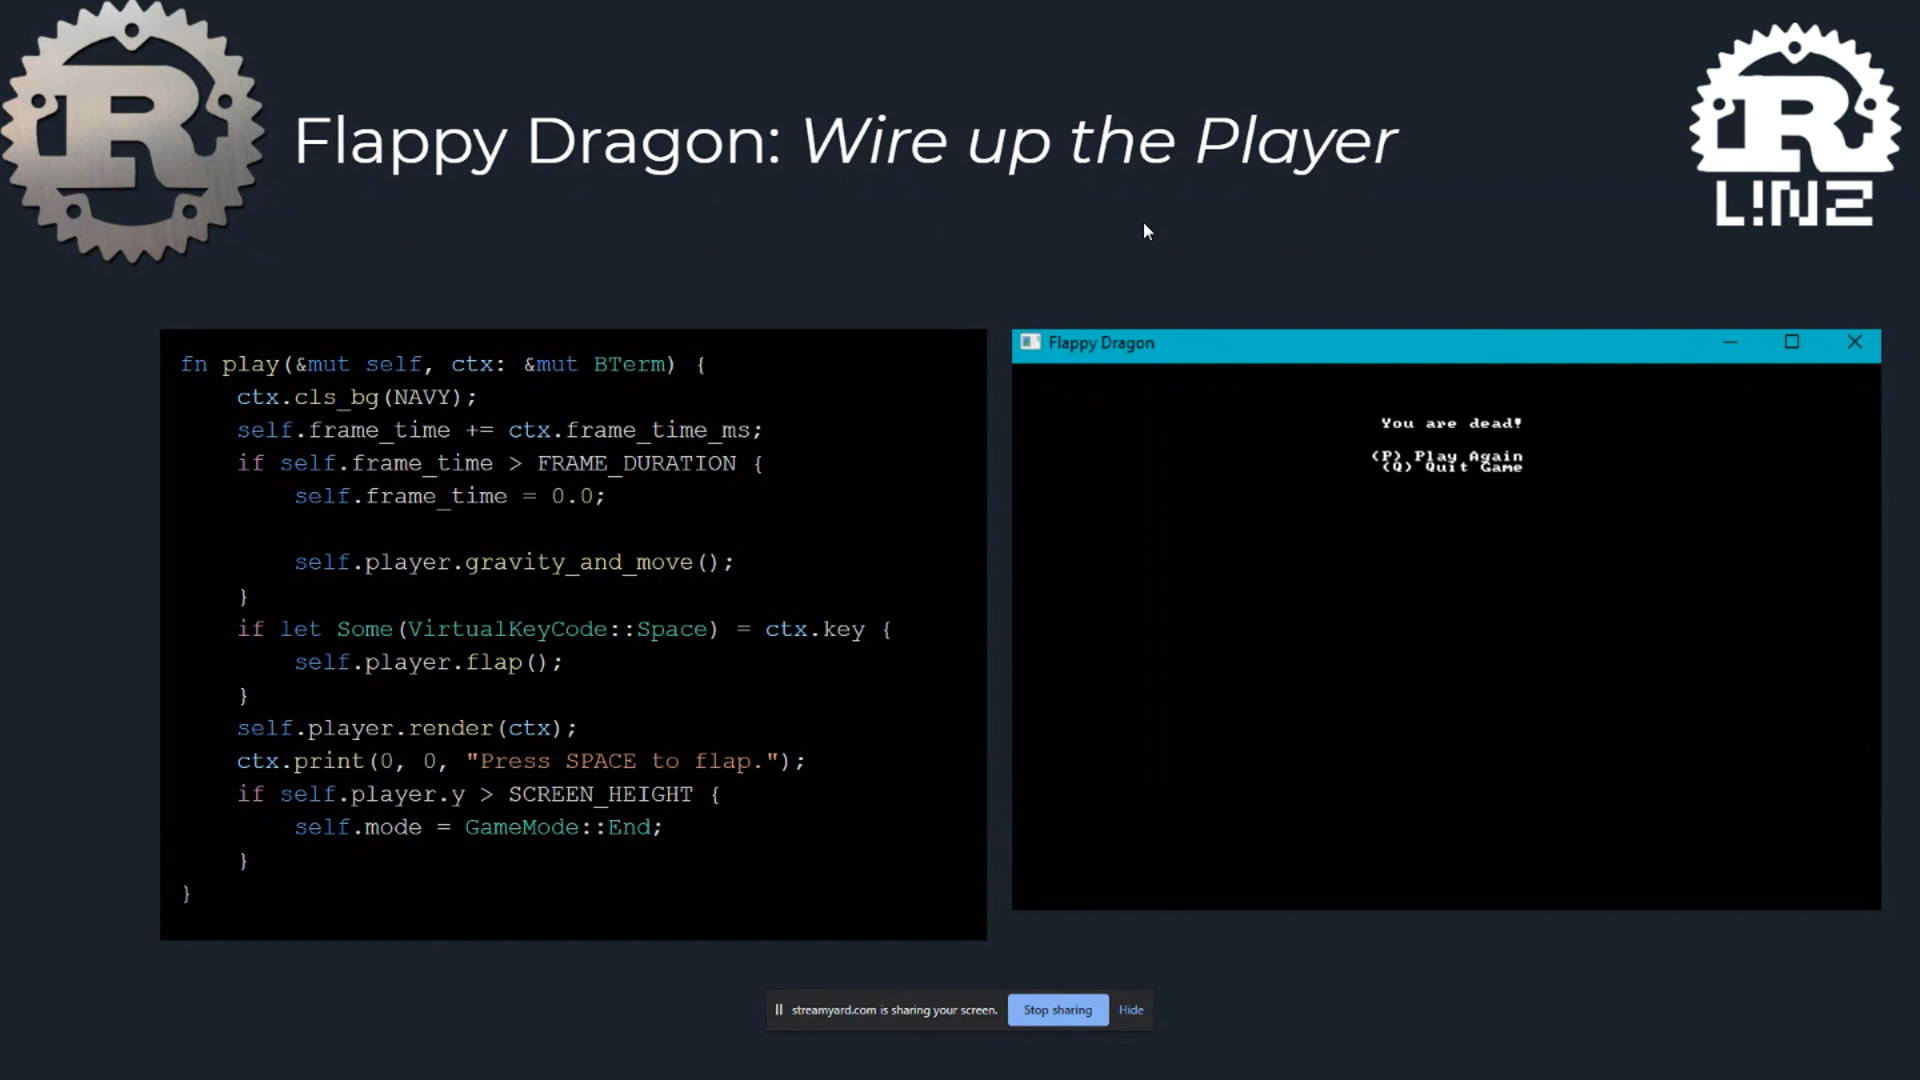 Flappy Dragon: Wire up the Player
R
R
L!NZ
fn play(&mut self, ctx: &mut BTerm) {
    ctx.cls_bg(NAVY);
    self.frame_time += ctx.frame_time_ms;
    if self.frame_time > FRAME_DURATION {
        self.frame_time = 0.0;

        self.player.gravity_and_move();
    }
    if let Some(VirtualKeyCode::Space) = ctx.key {
        self.player.flap();
    }
    self.player.render(ctx);
    ctx.print(0, 0, "Press SPACE to flap.");
    if self.player.y > SCREEN_HEIGHT {
        self.mode = GameMode::End;
    }
}
Flappy Dragon
You are dead!
(P) Play Again
(Q) Quit Game
streamyard.com is sharing your screen.
Stop sharing
Hide